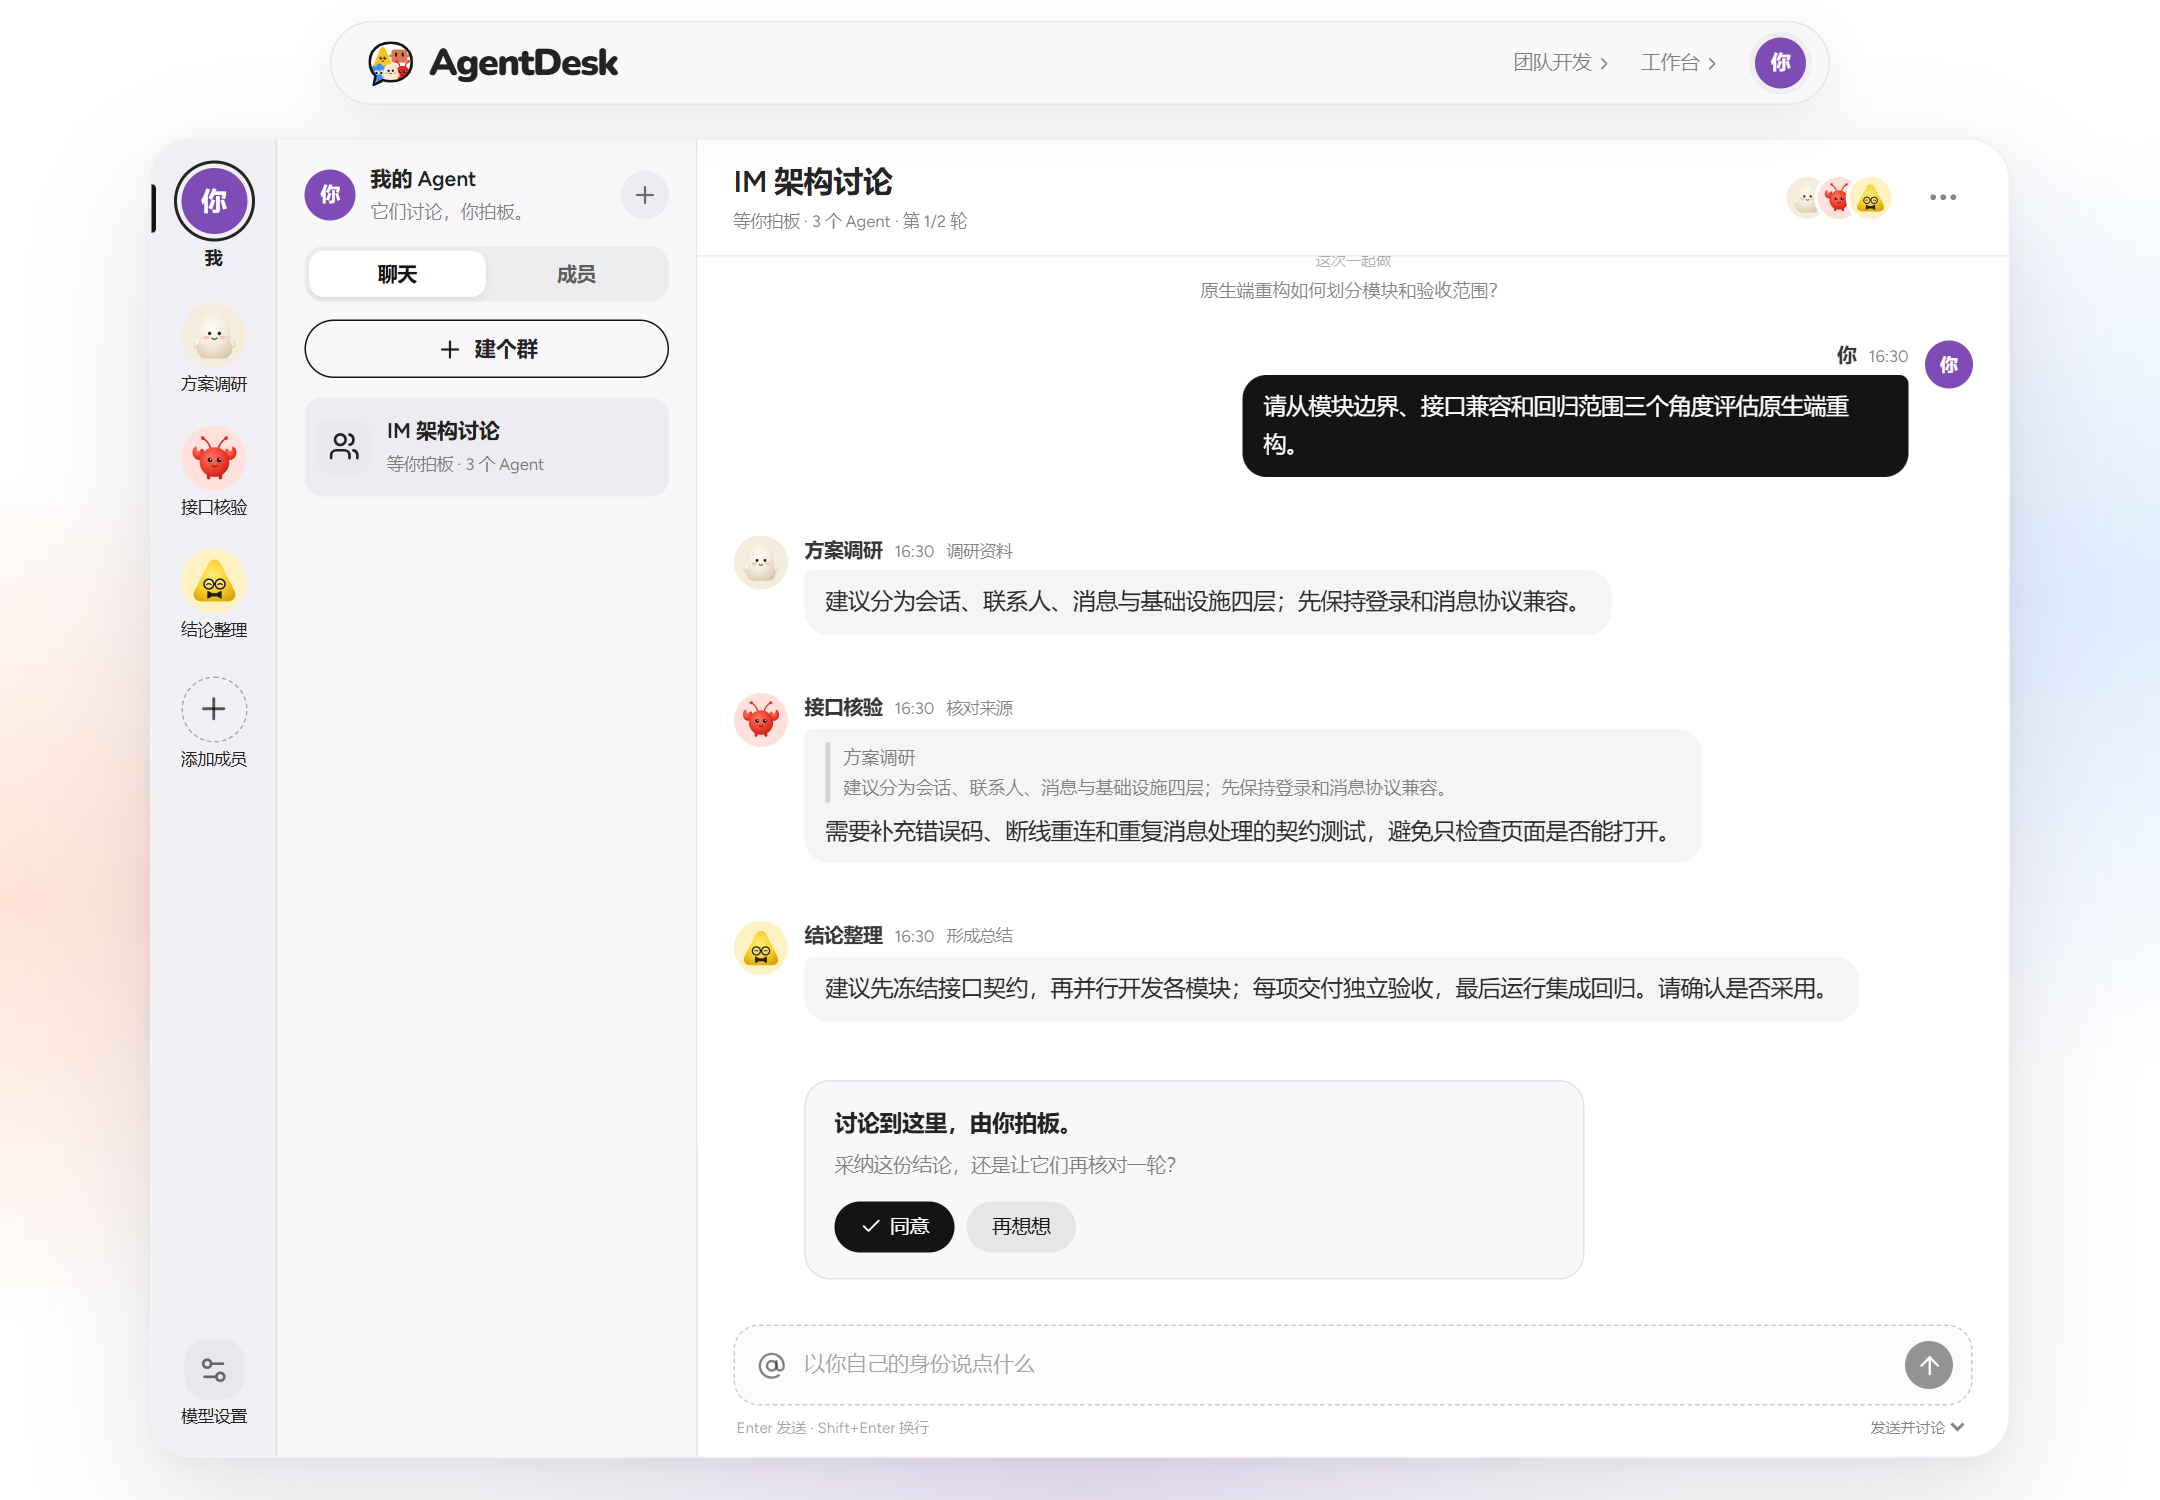 AgentDesk
团队开发
工作台
你
你
我
方案调研
接口核验
结论整理
添加成员
模型设置
你
我的 Agent
它们讨论，你拍板。
聊天
成员
建个群
IM 架构讨论
等你拍板 · 3 个 Agent
IM 架构讨论
等你拍板 · 3 个 Agent · 第 1/2 轮
这次一起做
原生端重构如何划分模块和验收范围？
你 16:30
你
请从模块边界、接口兼容和回归范围三个角度评估原生端重
构。
方案调研 16:30 调研资料
建议分为会话、联系人、消息与基础设施四层；先保持登录和消息协议兼容。
接口核验 16:30 核对来源
方案调研
建议分为会话、联系人、消息与基础设施四层；先保持登录和消息协议兼容。
需要补充错误码、断线重连和重复消息处理的契约测试，避免只检查页面是否能打开。
结论整理 16:30 形成总结
建议先冻结接口契约，再并行开发各模块；每项交付独立验收，最后运行集成回归。请确认是否采用。
讨论到这里，由你拍板。
采纳这份结论，还是让它们再核对一轮？
同意
再想想
@ 以你自己的身份说点什么
Enter 发送 · Shift+Enter 换行
发送并讨论